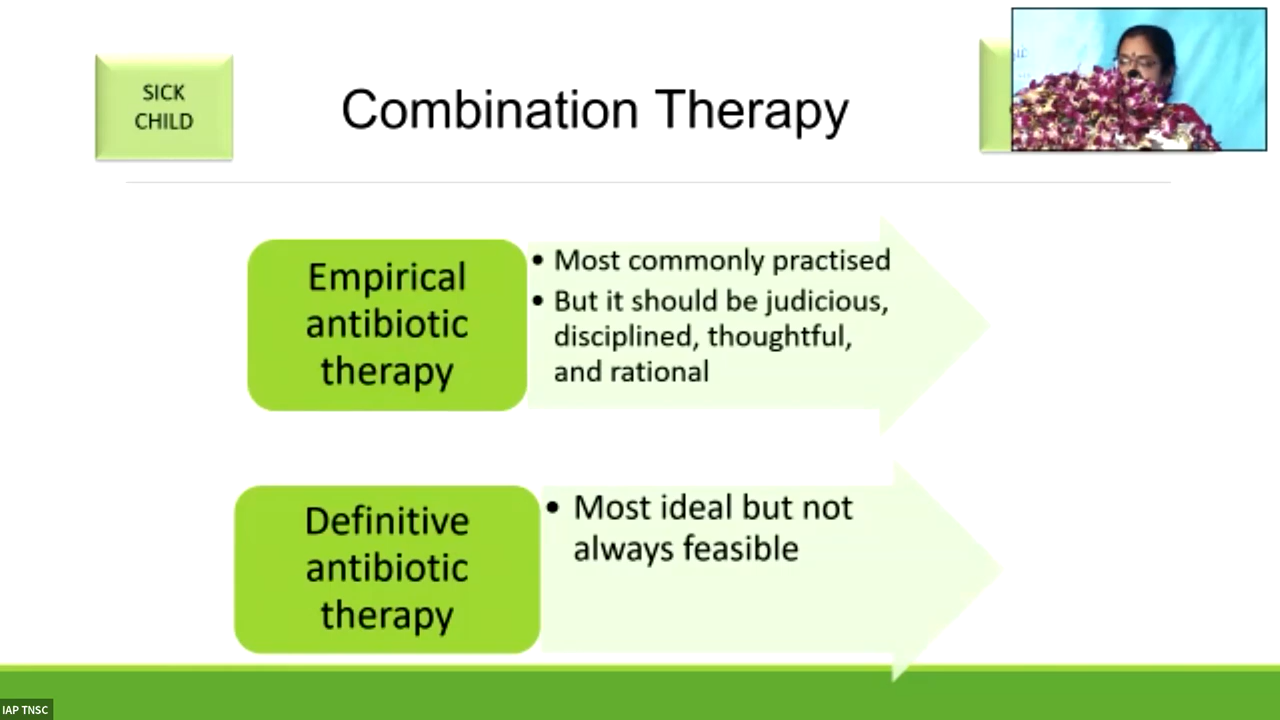 SICK
CHILD
Combination Therapy
Empirical
antibiotic
therapy
• Most commonly practised
• But it should be judicious,
disciplined, thoughtful,
and rational
Definitive
antibiotic
therapy
• Most ideal but not
always feasible
IAP TNSC